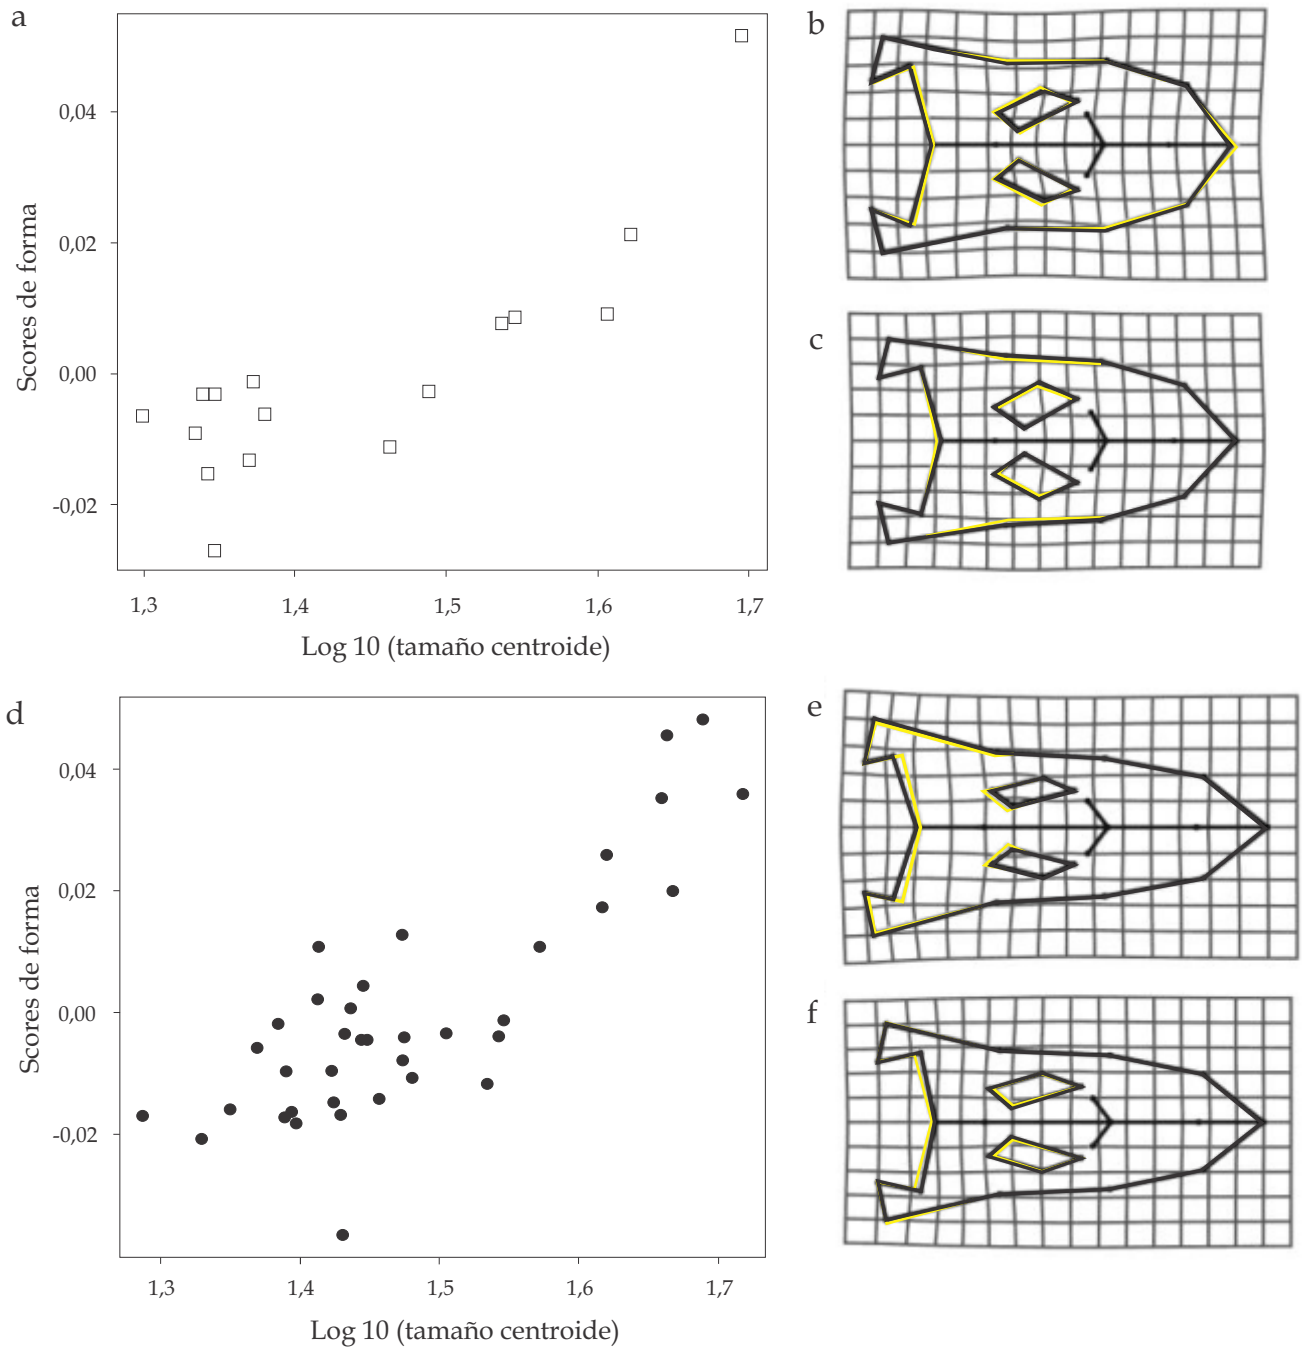 a
Scores de forma
0,04
0,02
0,00
-0,02
1,3 1,4 1,5 1,6 1,7
Log 10 (tamaño centroide)
b
c
d
Scores de forma
0,04
0,02
0,00
-0,02
1,3 1,4 1,5 1,6 1,7
Log 10 (tamaño centroide)
e
f